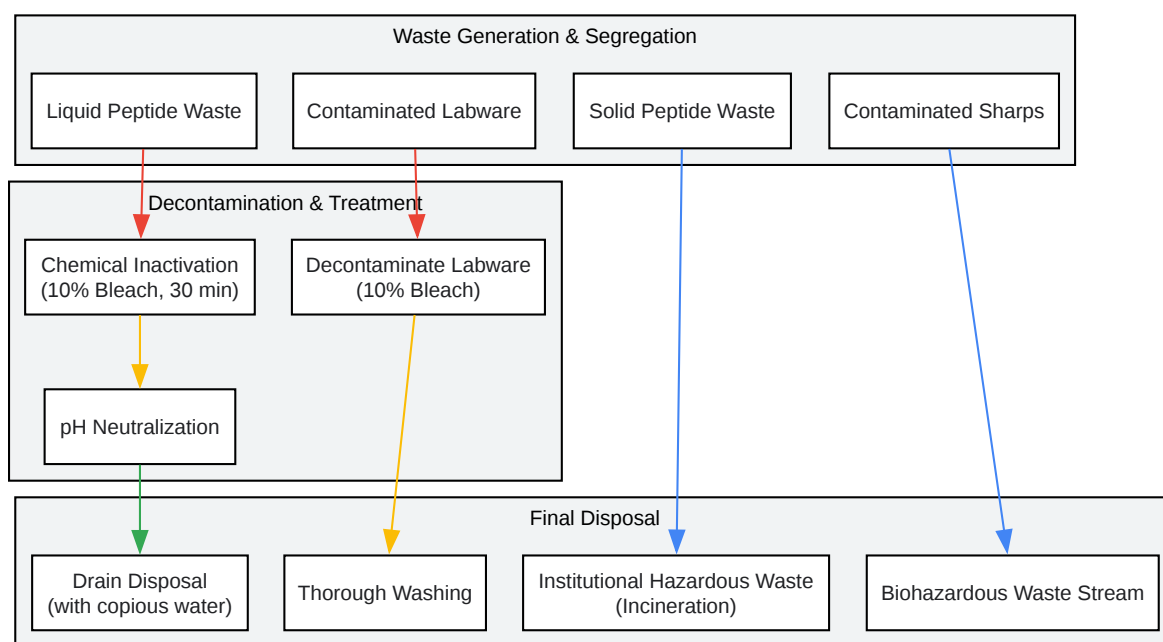 Waste Generation & Segregation
Liquid Peptide Waste
Contaminated Labware
Solid Peptide Waste
Contaminated Sharps
Decontamination & Treatment
Chemical Inactivation
(10% Bleach, 30 min)
Decontaminate Labware
(10% Bleach)
pH Neutralization
Final Disposal
Drain Disposal
(with copious water)
Thorough Washing
Institutional Hazardous Waste
(Incineration)
Biohazardous Waste Stream